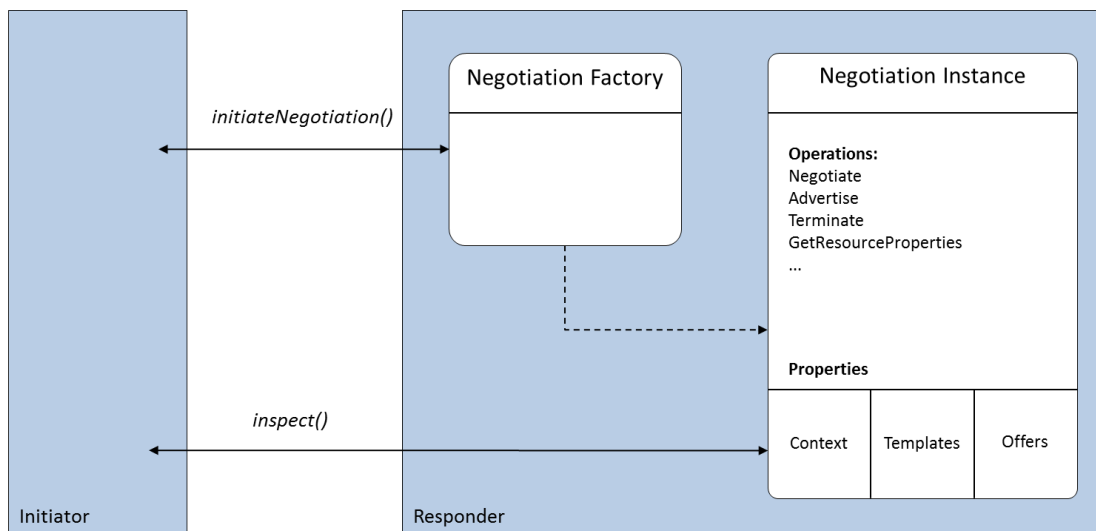 Negotiation Factory
Negotiation Instance
initiateNegotiation()
Operations:
Negotiate
Advertise
Terminate
GetResourceProperties
...
Properties
inspect()
Context
Templates
Offers
Initiator
Responder